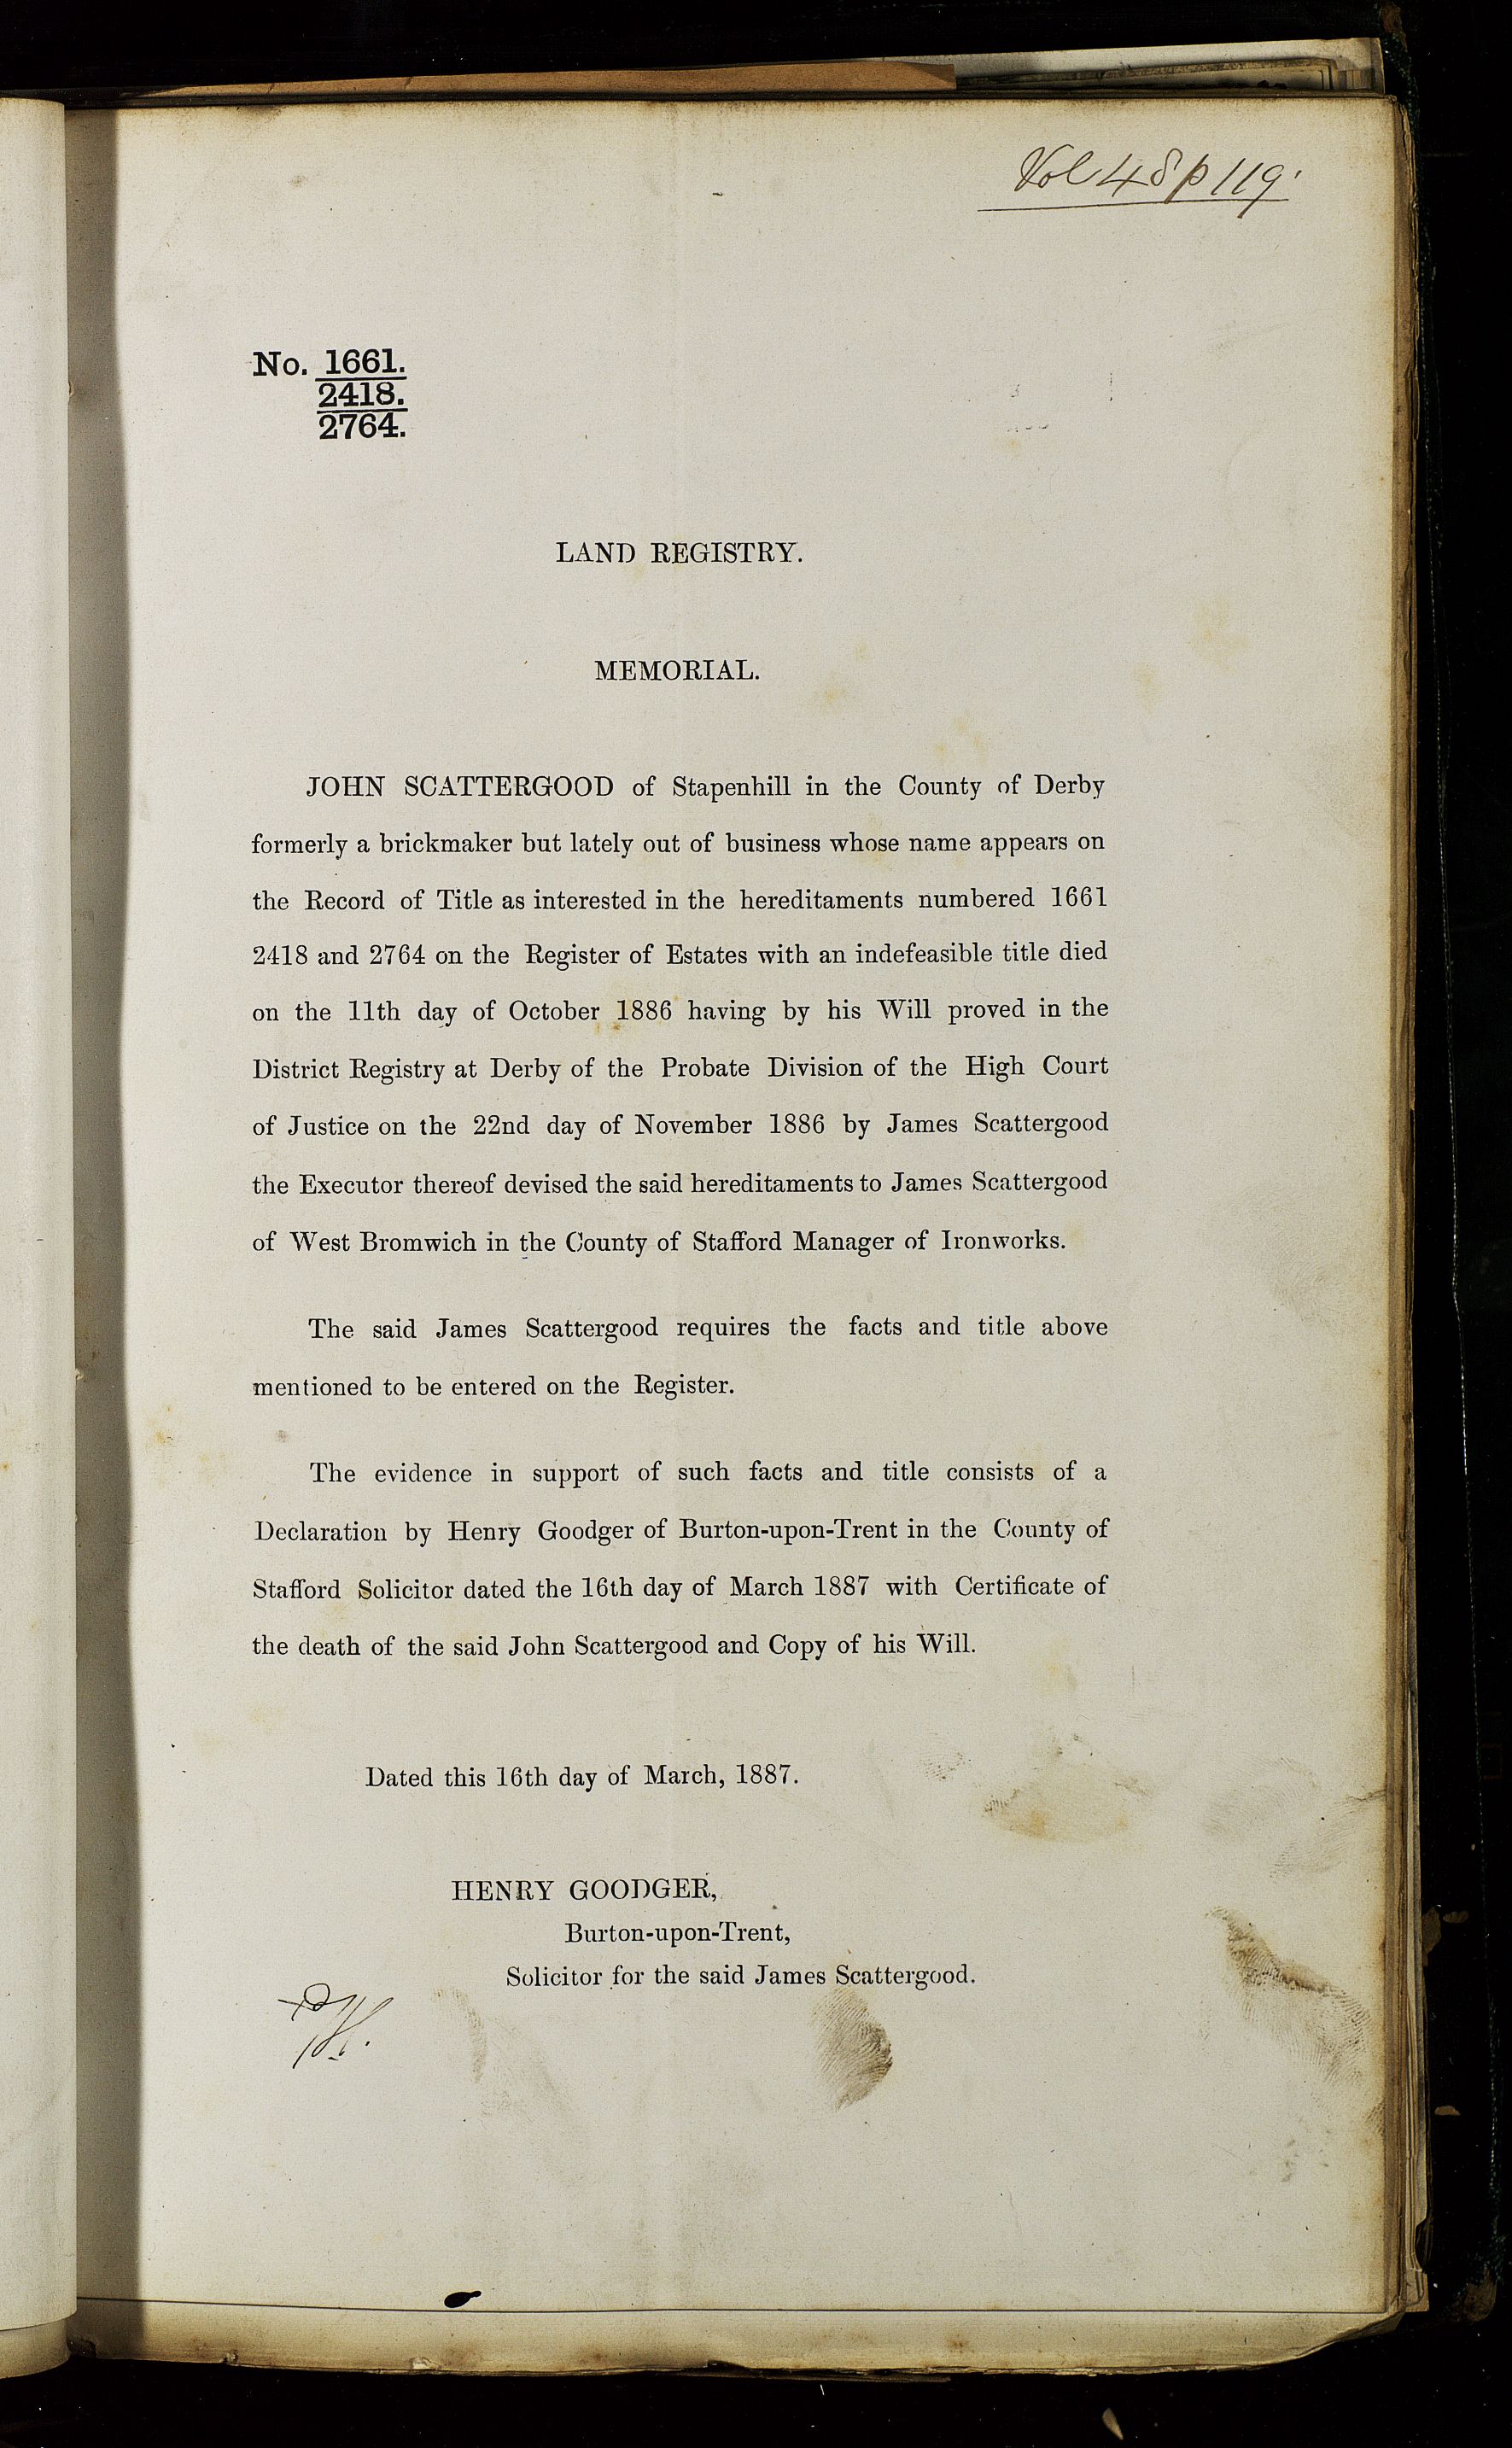 Vol 48 p 119.
No. 1661.
2418.
2764.
LAND REGISTRY.
MEMORIAL.
JOHN SCATTERGOOD of Stapenhill in the County of Derby
formerly a brickmaker but lately out of business whose name appears on
the Record of Title as interested in the hereditaments numbered 1661
2418 and 2764 on the Register of Estates with an indefeasible title died
on the 11th day of October 1886 having by his Will proved in the
District Registry at Derby of the Probate Division of the High Court
of Justice on the 22nd day of November 1886 by James Scattergood
the Executor thereof devised the said hereditaments to James Scattergood
of West Bromwich in the County of Stafford Manager of Ironworks.
The said James Scattergood requires the facts and title above
mentioned to be entered on the Register.
The evidence in support of such facts and title consists of a
Declaration by Henry Goodger of Burton-upon-Trent in the County of
Stafford Solicitor dated the 16th day of March 1887 with Certificate of
the death of the said John Scattergood and Copy of his Will.
Dated this 16th day of March, 1887.
HENRY GOODGER,
Burton-upon-Trent,
Solicitor for the said James Scattergood.